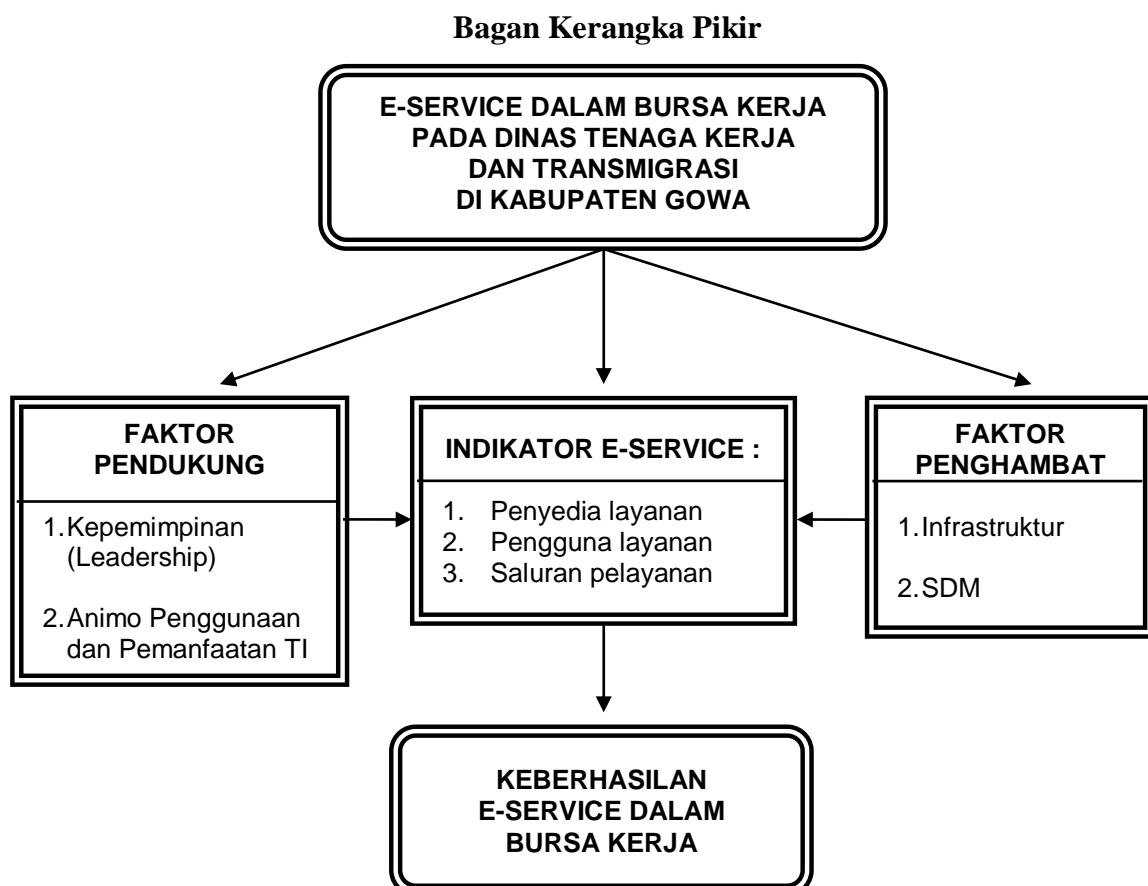 Bagan Kerangka Pikir
E-SERVICE DALAM BURSA KERJA
PADA DINAS TENAGA KERJA
DAN TRANSMIGRASI
DI KABUPATEN GOWA
FAKTOR
PENDUKUNG
1.Kepemimpinan
(Leadership)
2.Animo Penggunaan
dan Pemanfaatan TI
INDIKATOR E-SERVICE :
1. Penyedia layanan
2. Pengguna layanan
3. Saluran pelayanan
FAKTOR
PENGHAMBAT
1.Infrastruktur
2.SDM
KEBERHASILAN
E-SERVICE DALAM
BURSA KERJA